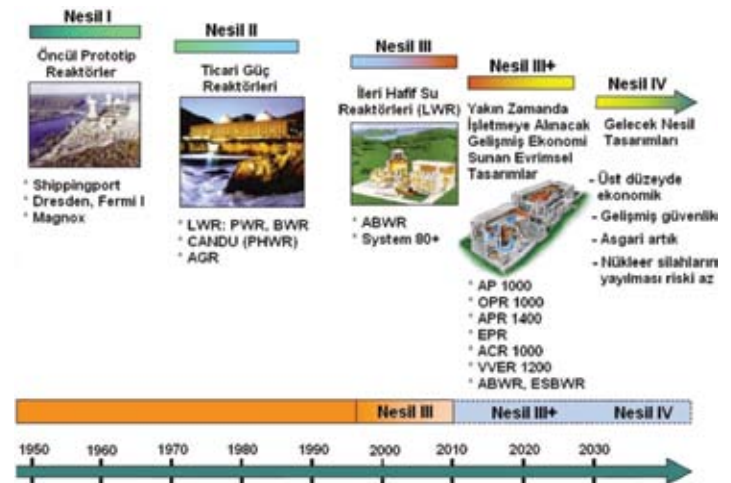 Nesil I
Öncül Prototip
Reaktörler
* Shippingport
* Dresden, Fermi I
* Magnox
Nesil II
Ticari Güç
Reaktörleri
* LWR: PWR, BWR
* CANDU (PHWR)
* AGR
Nesil III
İleri Hafif Su
Reaktörleri (LWR)
* ABWR
* System 80+
Nesil III+
Yakın Zamanda
İşletmeye Alınacak
Gelişmiş Ekonomi
Sunan Evrimsel
Tasarımlar
* AP 1000
* OPR 1000
* APR 1400
* EPR
* ACR 1000
* VVER 1200
* ABWR, ESBWR
Nesil IV
Gelecek Nesil
Tasarımları
- Üst düzeyde
ekonomik
- Gelişmiş güvenlik
- Asgari artık
- Nükleer silahların
yayılması riski az
Nesil III
Nesil III+
Nesil IV
1950 1960 1970 1980 1990 2000 2010 2020 2030